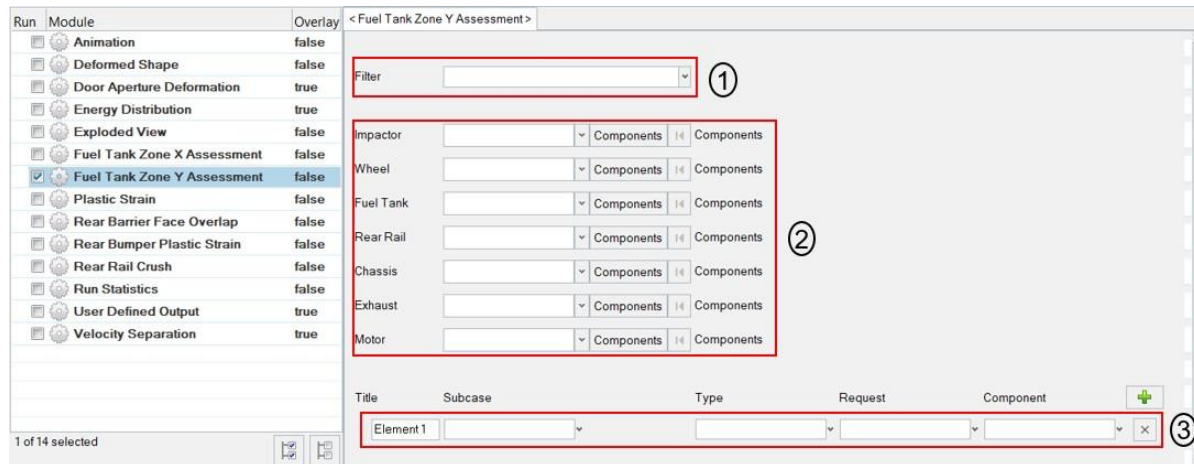 Run Module Overlay
Animation false
Deformed Shape false
Door Aperture Deformation true
Energy Distribution true
Exploded View false
Fuel Tank Zone X Assessment false
Fuel Tank Zone Y Assessment false
Plastic Strain false
Rear Barrier Face Overlap false
Rear Bumper Plastic Strain false
Rear Rail Crush false
Run Statistics false
User Defined Output true
Velocity Separation true
1 of 14 selected
< Fuel Tank Zone Y Assessment >
Filter
1
Impactor Components Components
Wheel Components Components
Fuel Tank Components Components
Rear Rail Components Components
Chassis Components Components
Exhaust Components Components
Motor Components Components
2
Title Subcase Type Request Component
Element 1
3